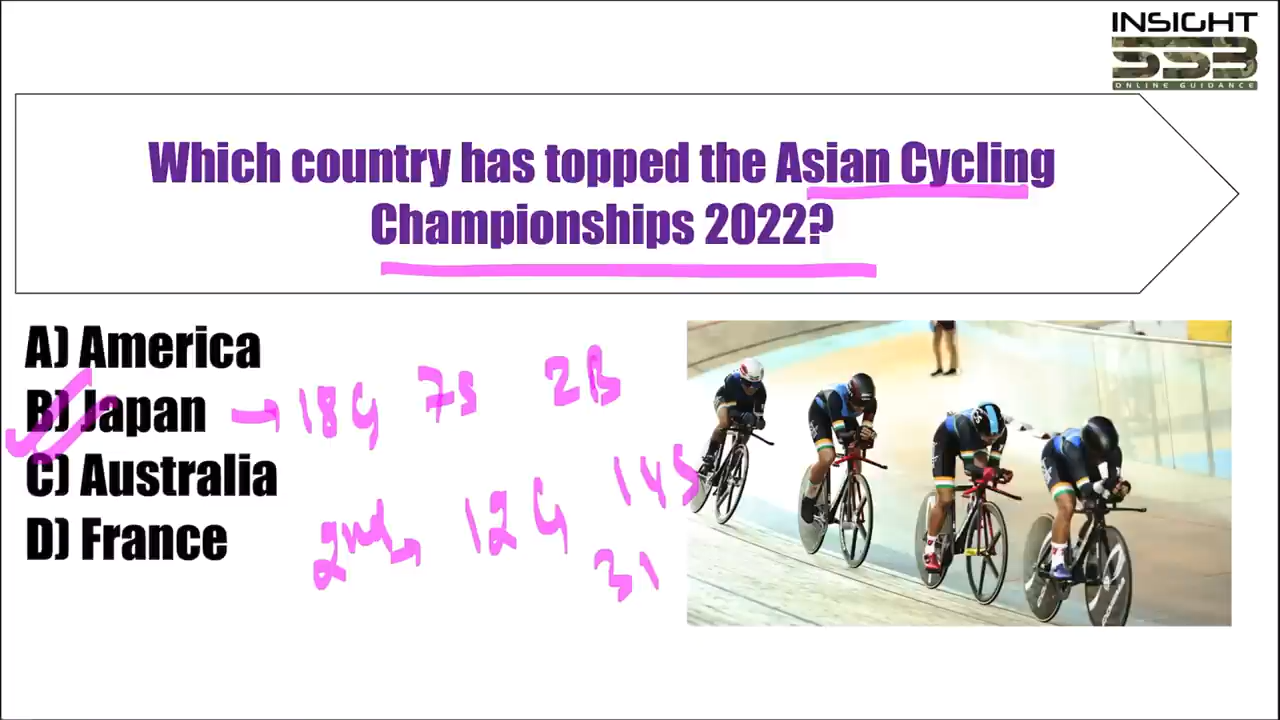 INSIGHT
SSB
ONLINE GUIDANCE
Which country has topped the Asian Cycling
Championships 2022?
A) America
B) Japan → 18G 7S 2B
C) Australia
2nd → 12G 14S
D) France
31